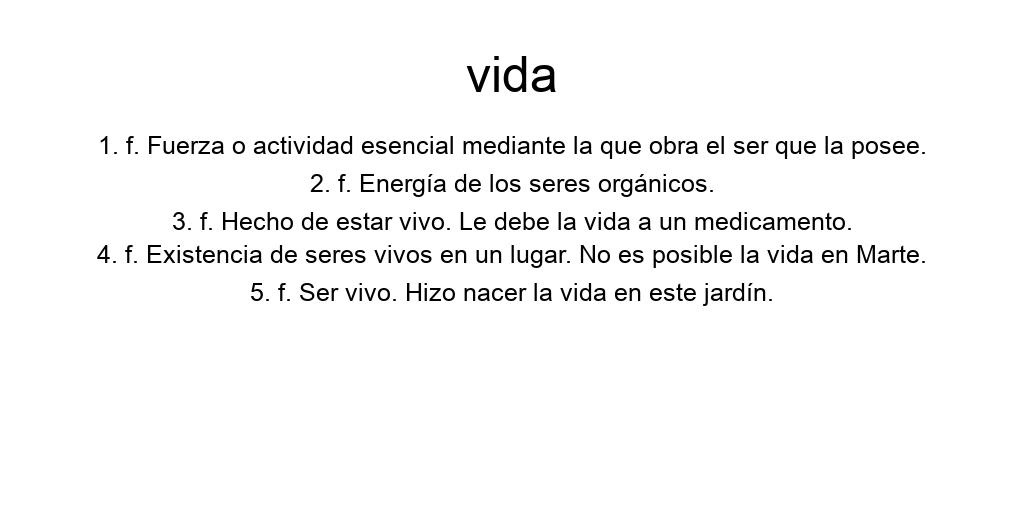 vida
1. f. Fuerza o actividad esencial mediante la que obra el ser que la posee.
2. f. Energía de los seres orgánicos.
3. f. Hecho de estar vivo. Le debe la vida a un medicamento.
4. f. Existencia de seres vivos en un lugar. No es posible la vida en Marte.
5. f. Ser vivo. Hizo nacer la vida en este jardín.